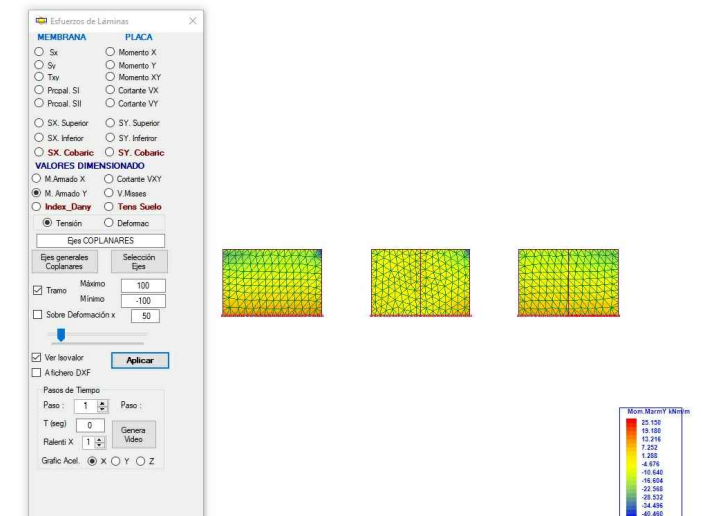 Esfuerzos de Láminas
MEMBRANA PLACA
Sx Momento X
Sy Momento Y
Txy Momento XY
Prcpal. SI Cortante VX
Prcoal. SII Cortante VY
SX. Superior SY. Superior
SX. Inferior SY. Inferiror
SX. Cobaric SY. Cobaric
VALORES DIMENSIONADO
M.Armado X Cortante VXY
M. Armado Y V.Misses
Index_Dany Tens Suelo
Tensión Deformac
Ejes COPLANARES
Ejes generales Selección
Coplanares Ejes
Tramo Máximo 100
Mínimo -100
Sobre Deformación x 50
Ver Isovalor Aplicar
A fichero DXF
Pasos de Tiempo
Paso : 1 Paso :
T (seg) 0 Genera
Video
Ralenti X 1
Grafic Acel. X Y Z
Mom.MarmY kNm/m
25.150
19.180
13.216
7.252
1.288
-4.676
-10.640
-16.604
-22.568
-28.532
-34.496
-40.460